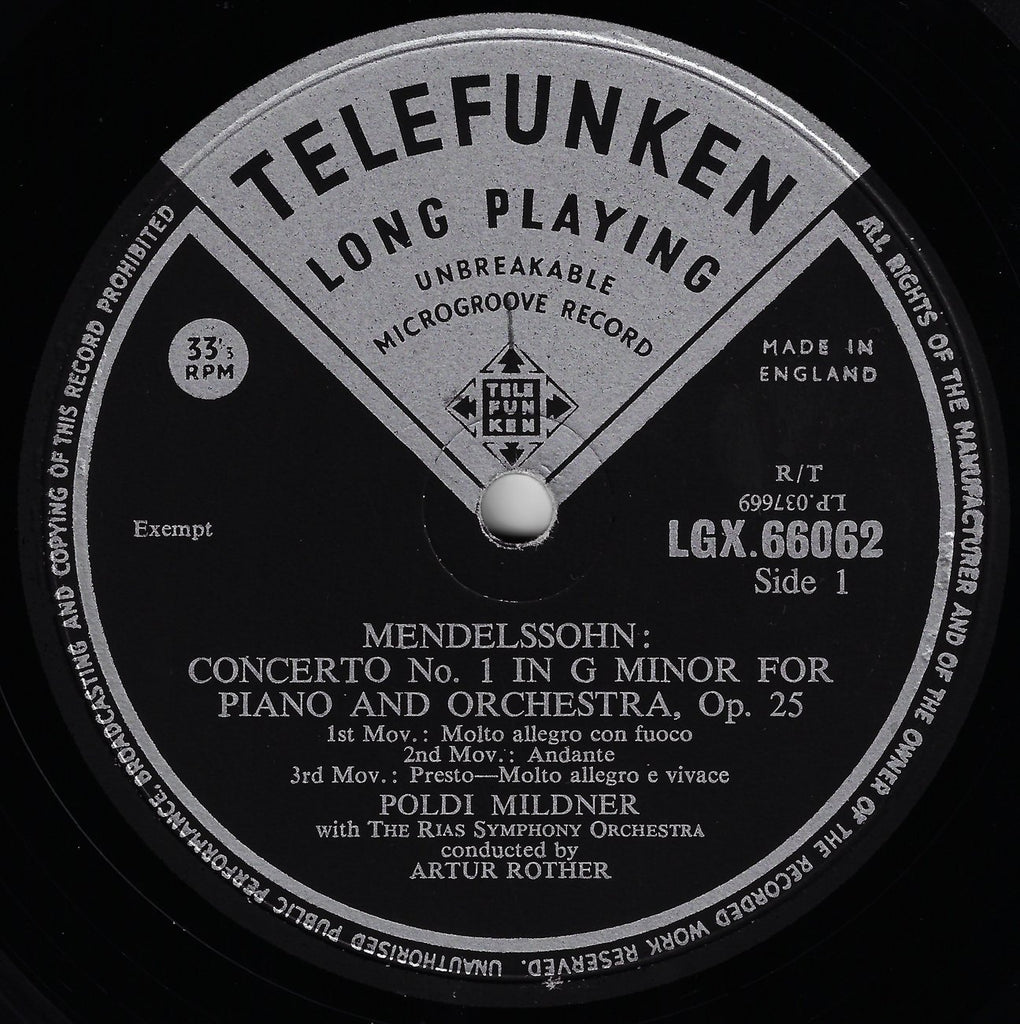 TELEFUNKEN
LONG PLAYING
UNBREAKABLE
MICROGROOVE RECORD
TELE
FUN
KEN
33⅓
RPM
MADE IN
ENGLAND
R/T
LP.037669
Exempt
LGX.66062
Side 1
MENDELSSOHN:
CONCERTO No. 1 IN G MINOR FOR
PIANO AND ORCHESTRA, Op. 25
1st Mov.: Molto allegro con fuoco
2nd Mov.: Andante
3rd Mov.: Presto—Molto allegro e vivace
POLDI MILDNER
with THE RIAS SYMPHONY ORCHESTRA
conducted by
ARTUR ROTHER
ALL RIGHTS OF THE MANUFACTURER AND OF THE OWNER OF THE RECORDED WORK RESERVED. UNAUTHORISED PUBLIC PERFORMANCE, BROADCASTING AND COPYING OF THIS RECORD PROHIBITED